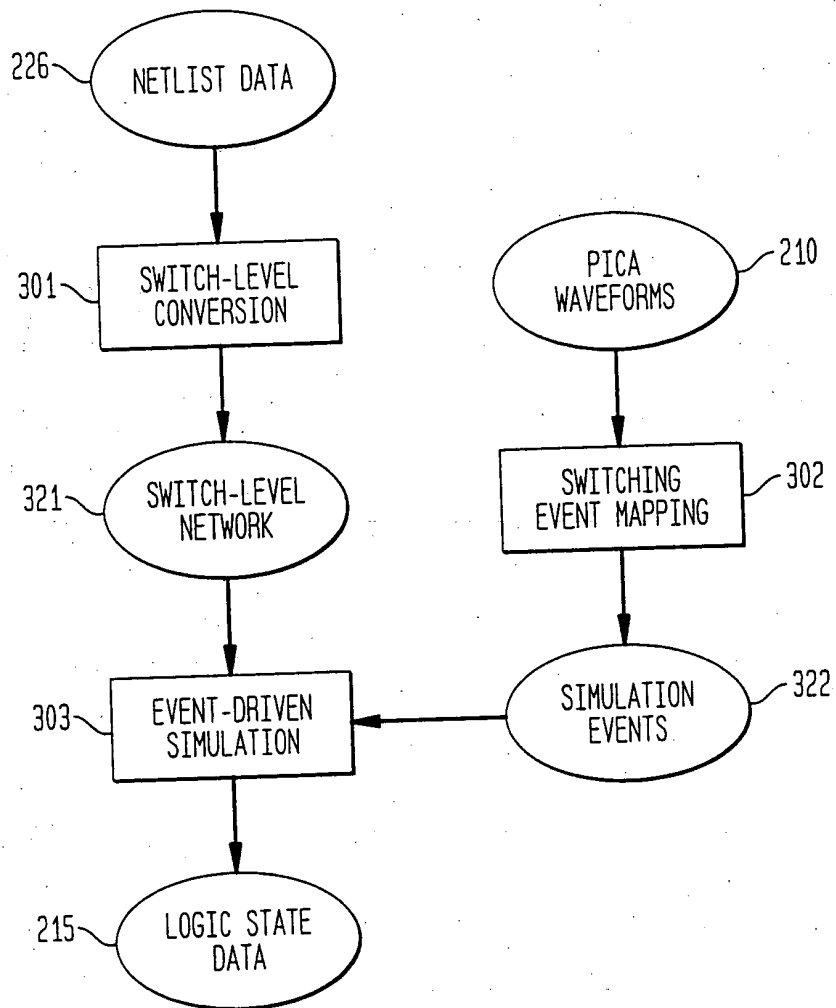 226
NETLIST DATA
301
SWITCH-LEVEL
CONVERSION
210
PICA
WAVEFORMS
321
SWITCH-LEVEL
NETWORK
302
SWITCHING
EVENT MAPPING
303
EVENT-DRIVEN
SIMULATION
322
SIMULATION
EVENTS
215
LOGIC STATE
DATA